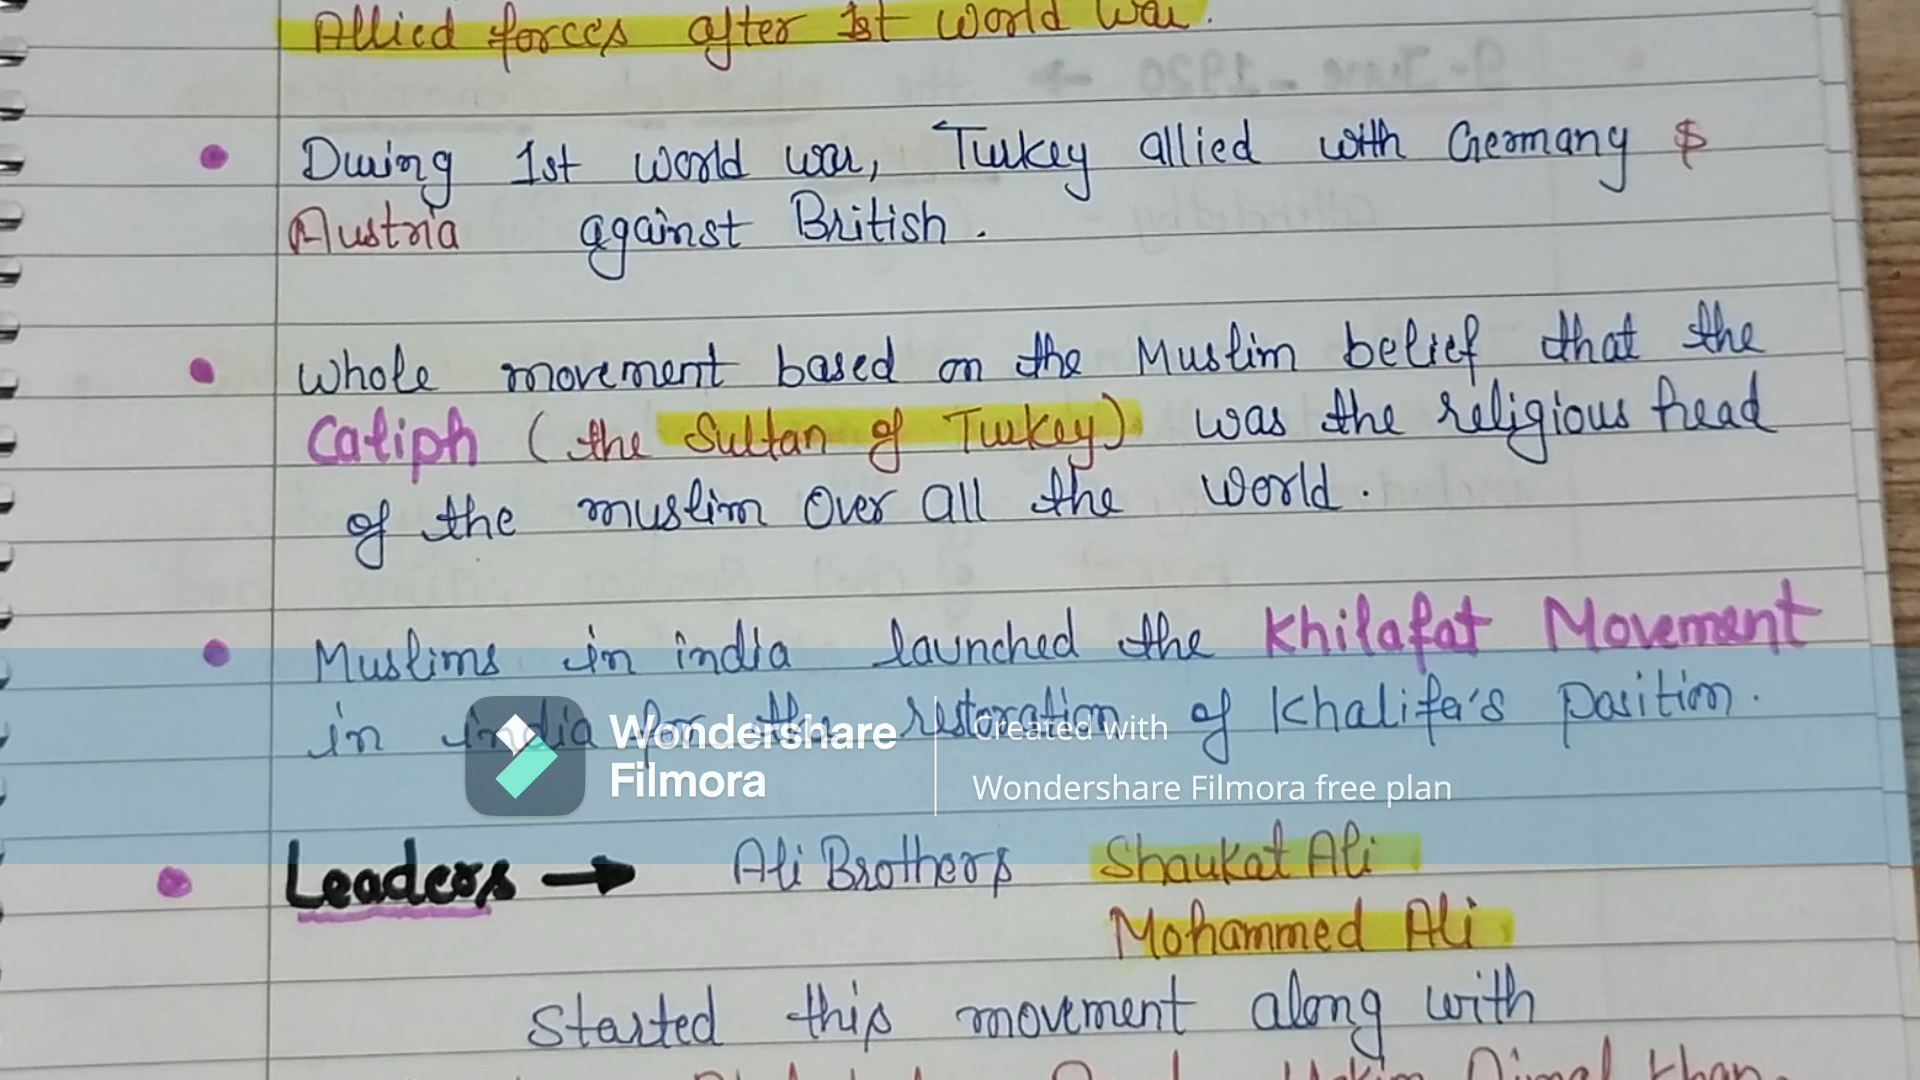 Allied forces after 1st World War.
During 1st world war, Turkey allied with Germany $
Austria against British.
Whole movement based on the Muslim belief that the
Caliph (the Sultan of Turkey) was the religious head
of the muslim over all the world.
Muslims in india launched the Khilafat Movement
in india for the restoration of Khalifa's position.
Wondershare Filmora
Created with
Wondershare Filmora free plan
Leaders → Ali Brothers Shaukat Ali
Mohammed Ali
Started this movement along with
Ajmal Khan.